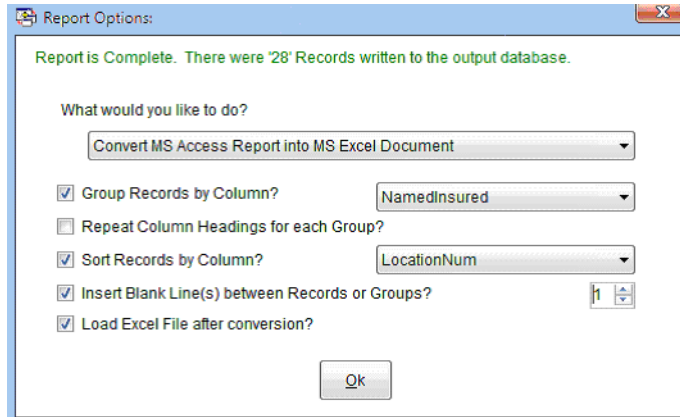 Report Options:
Report is Complete. There were '28' Records written to the output database.
What would you like to do?
Convert MS Access Report into MS Excel Document
Group Records by Column? NamedInsured
Repeat Column Headings for each Group?
Sort Records by Column? LocationNum
Insert Blank Line(s) between Records or Groups? 1
Load Excel File after conversion?
Ok